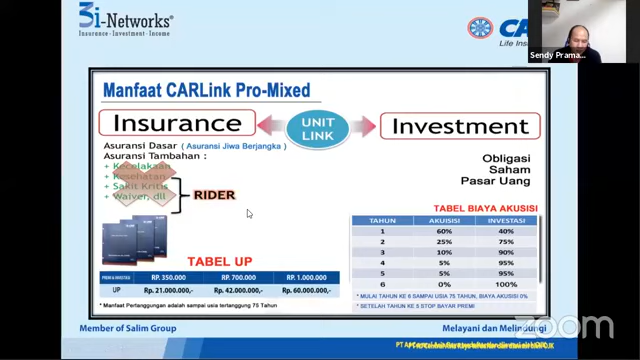 3i-Networks®
Insurance · Investment · Income
CA
Life Ins
Sendy Prama...
Manfaat CARLink Pro-Mixed
Insurance
UNIT
LINK
Investment
Asuransi Dasar ( Asuransi Jiwa Berjangka )
Asuransi Tambahan :
+ Kecelakaan
+ Kesehatan
+ Sakit Kritis
+ Waiver, dll
RIDER
Obligasi
Saham
Pasar Uang
TABEL BIAYA AKUSISI
TAHUN AKUISISI INVESTASI
1 60% 40%
2 25% 75%
3 10% 90%
4 5% 95%
5 5% 95%
6 0% 100%
* MULAI TAHUN KE 6 SAMPAI USIA 75 TAHUN, BIAYA AKUISISI 0%
* SETELAH TAHUN KE 5 STOP BAYAR PREMI
TABEL UP
PREMI & INVESTASI RP. 350.000 RP. 700.000 RP. 1.000.000
UP Rp. 21.000.000,- Rp. 42.000.000,- Rp. 60.000.000,-
* Manfaat Pertanggungan adalah sampai usia tertanggung 75 Tahun
Member of Salim Group
Melayani dan Melindungi
zoom